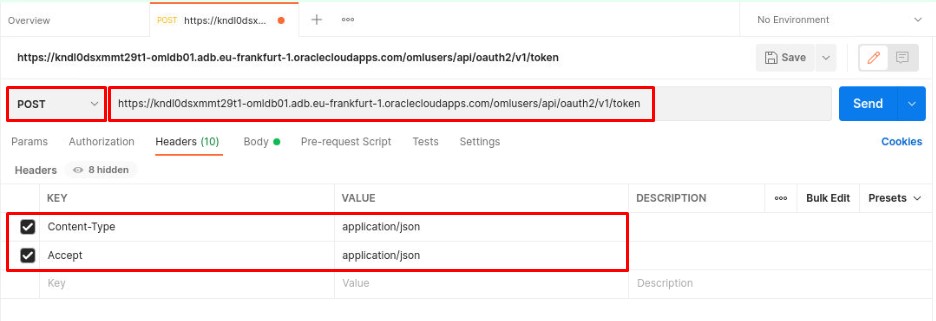 Overview
POST https://kndl0dsx...
No Environment
https://kndl0dsxmmt29t1-omldb01.adb.eu-frankfurt-1.oraclecloudapps.com/omlusers/api/oauth2/v1/token
Save
POST https://kndl0dsxmmt29t1-omldb01.adb.eu-frankfurt-1.oraclecloudapps.com/omlusers/api/oauth2/v1/token Send
Params Authorization Headers (10) Body Pre-request Script Tests Settings Cookies
Headers 8 hidden
KEY VALUE DESCRIPTION Bulk Edit Presets
Content-Type application/json
Accept application/json
Key Value Description